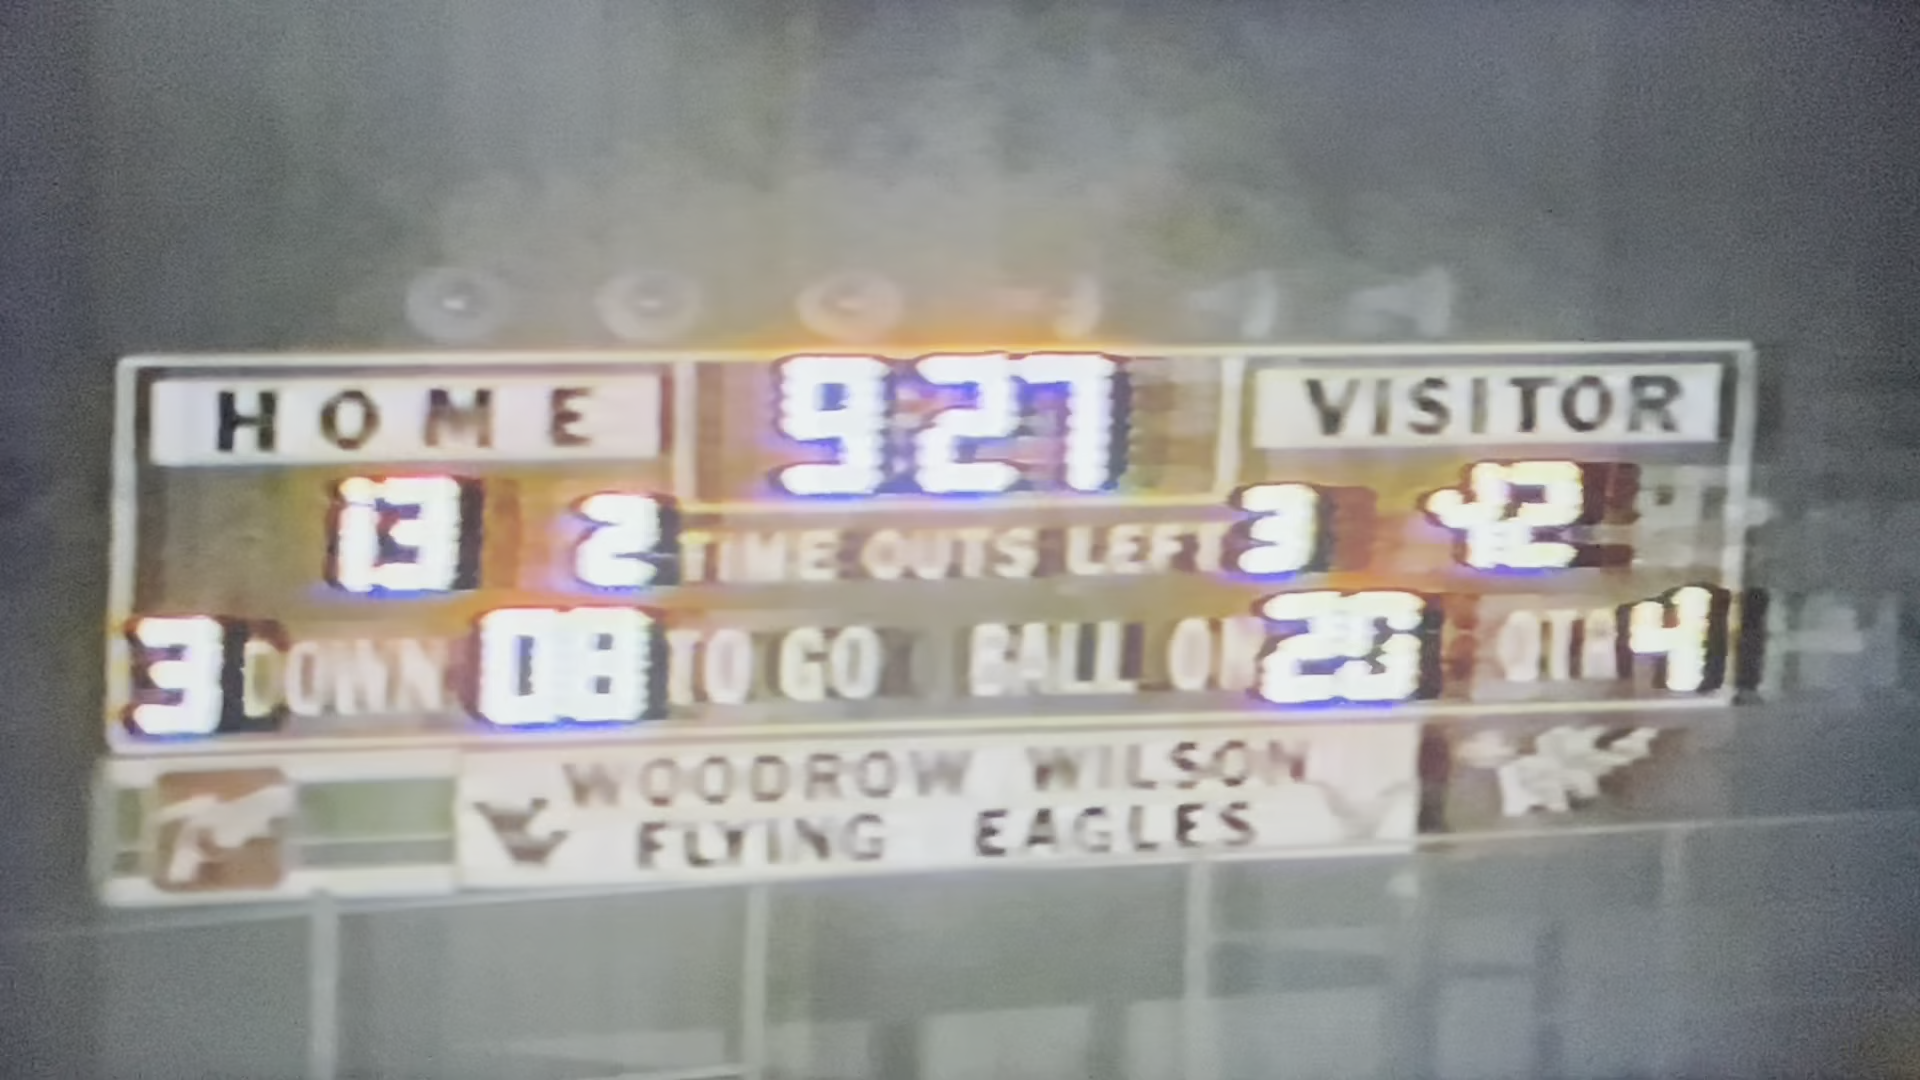 HOME 9 27 VISITOR
13 2 TIME OUTS LEFT 3 42
3 DOWN 08 TO GO BALL ON QTR 4
WOODROW WILSON
FLYING EAGLES